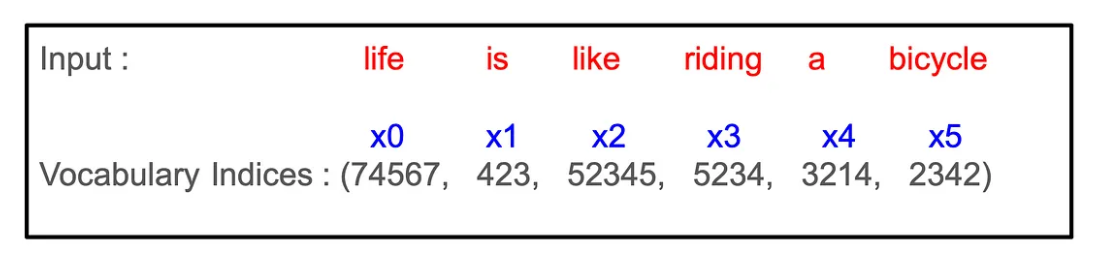 Input : life is like riding a bicycle
x0 x1 x2 x3 x4 x5
Vocabulary Indices : (74567, 423, 52345, 5234, 3214, 2342)